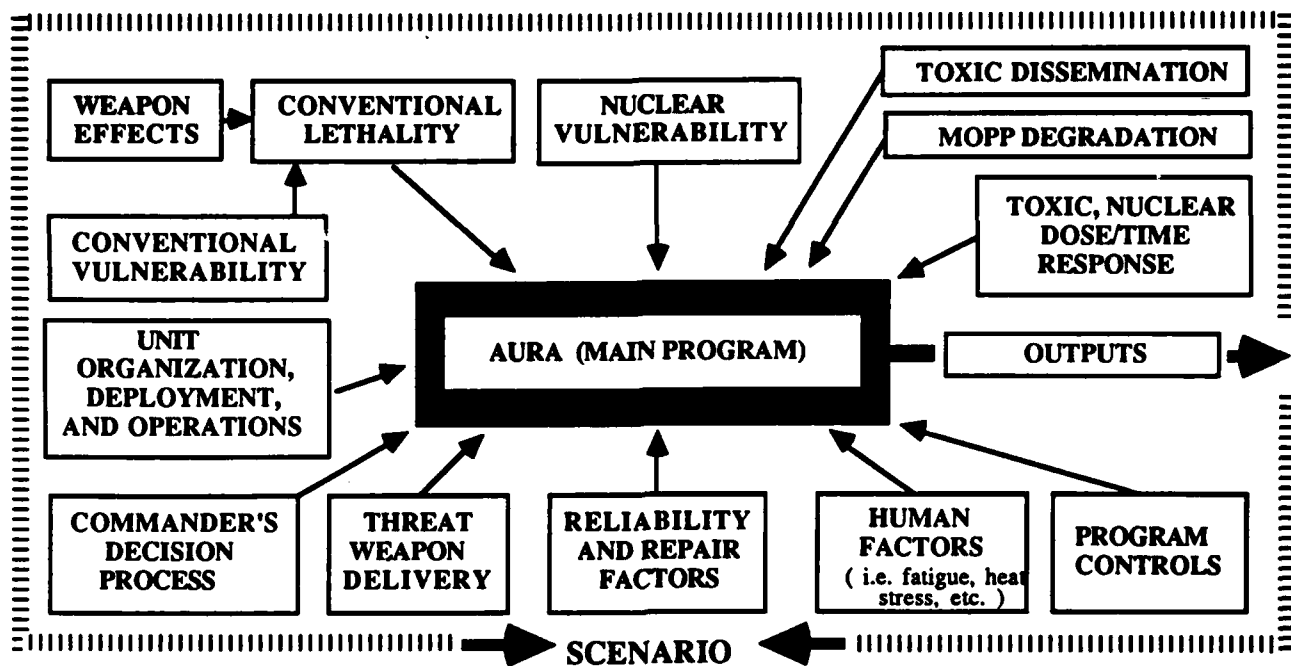 TOXIC DISSEMINATION
WEAPON
EFFECTS
CONVENTIONAL
LETHALITY
NUCLEAR
VULNERABILITY
MOPP DEGRADATION
TOXIC, NUCLEAR
DOSE/TIME
RESPONSE
CONVENTIONAL
VULNERABILITY
UNIT
ORGANIZATION,
DEPLOYMENT,
AND OPERATIONS
AURA (MAIN PROGRAM)
OUTPUTS
COMMANDER'S
DECISION
PROCESS
THREAT
WEAPON
DELIVERY
RELIABILITY
AND REPAIR
FACTORS
HUMAN
FACTORS
( i.e. fatigue, heat
stress, etc. )
PROGRAM
CONTROLS
SCENARIO